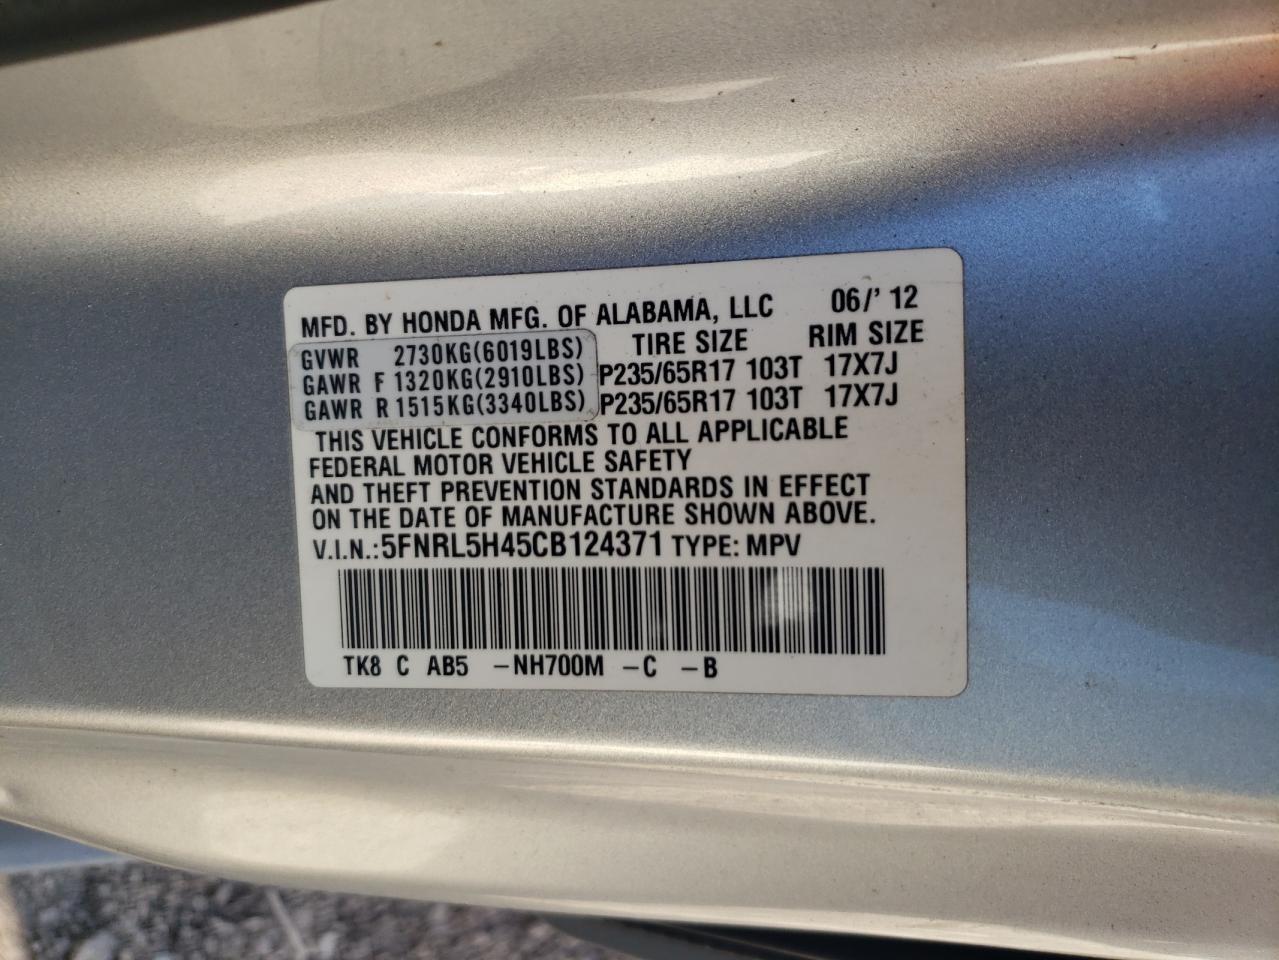 MFD. BY HONDA MFG. OF ALABAMA, LLC 06/' 12
GVWR 2730KG(6019LBS) TIRE SIZE RIM SIZE
GAWR F 1320KG(2910LBS) P235/65R17 103T 17X7J
GAWR R 1515KG(3340LBS) P235/65R17 103T 17X7J
THIS VEHICLE CONFORMS TO ALL APPLICABLE
FEDERAL MOTOR VEHICLE SAFETY
AND THEFT PREVENTION STANDARDS IN EFFECT
ON THE DATE OF MANUFACTURE SHOWN ABOVE.
V.I.N.:5FNRL5H45CB124371 TYPE: MPV
TK8 C AB5 –NH700M –C –B